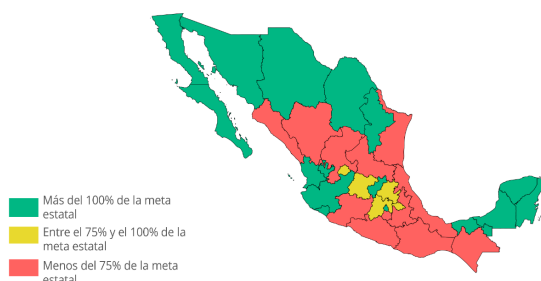 Más del 100% de la meta
estatal
Entre el 75% y el 100% de la
meta estatal
Menos del 75% de la meta
estatal